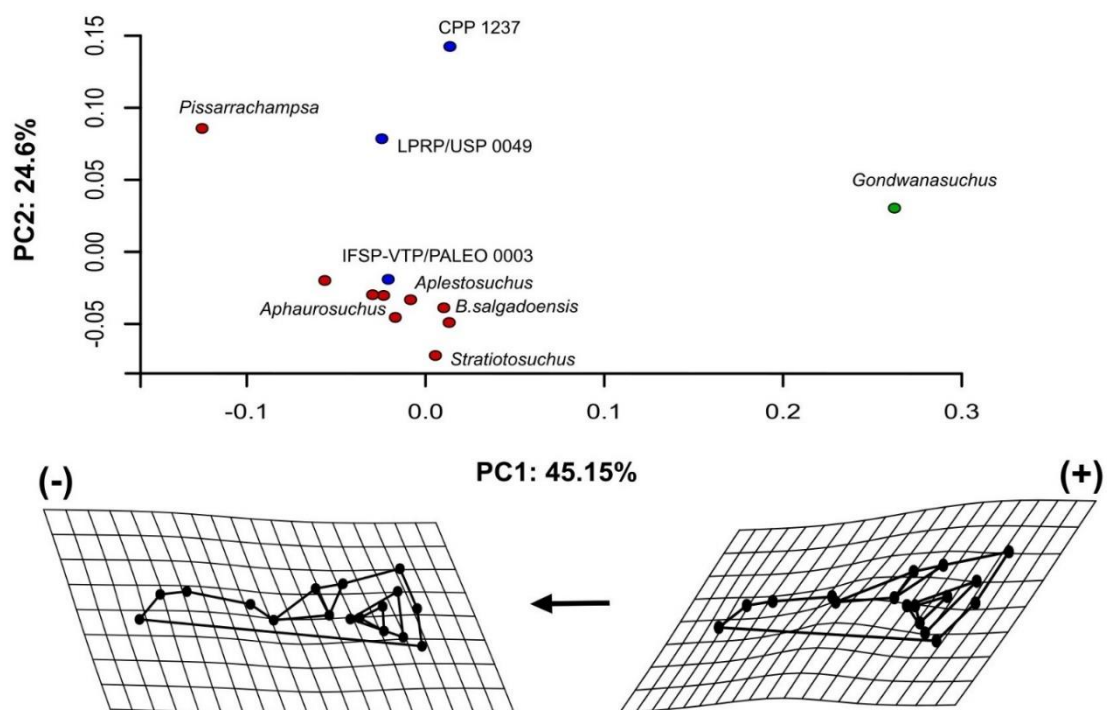 CPP 1237
Pissarrachampsa
LPRP/USP 0049
Gondwanasuchus
IFSP-VTP/PALEO 0003
Aplestosuchus
Aphaurosuchus
B.salgadoensis
Stratiotosuchus
PC2: 24.6%
0.15
0.10
0.05
0.00
-0.05
-0.1
0.0
0.1
0.2
0.3
PC1: 45.15%
(-)
(+)